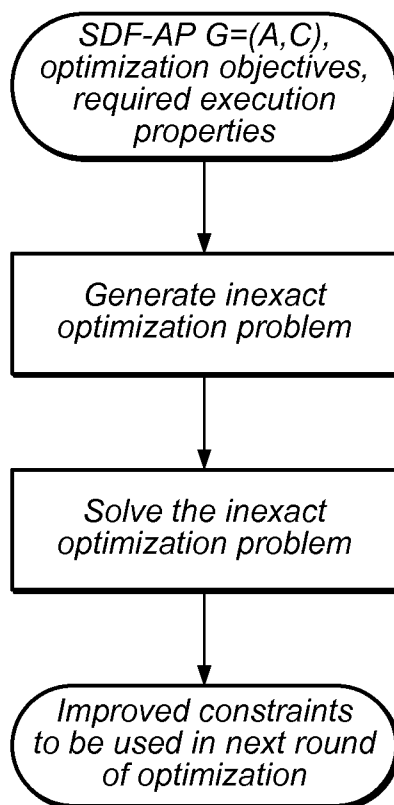 SDF-AP G=(A,C),
optimization objectives,
required execution
properties
Generate inexact
optimization problem
Solve the inexact
optimization problem
Improved constraints
to be used in next round
of optimization